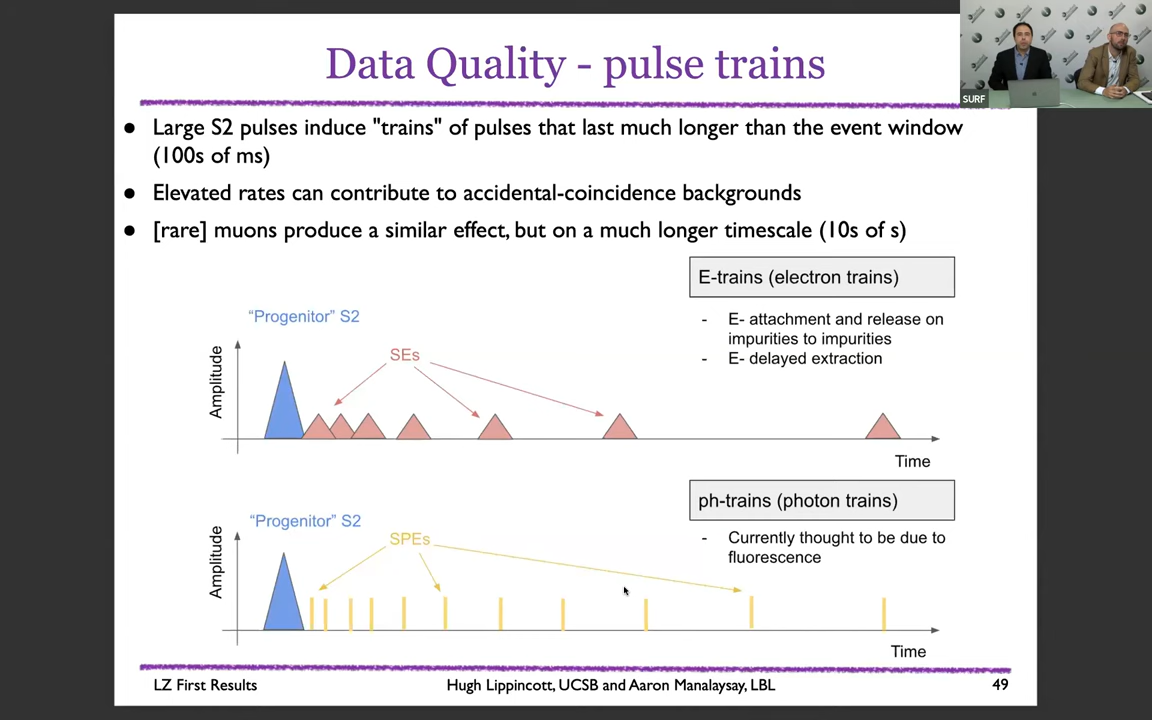 Data Quality - pulse trains
● Large S2 pulses induce "trains" of pulses that last much longer than the event window
(100s of ms)
● Elevated rates can contribute to accidental-coincidence backgrounds
● [rare] muons produce a similar effect, but on a much longer timescale (10s of s)
E-trains (electron trains)
- E- attachment and release on
impurities to impurities
- E- delayed extraction
“Progenitor” S2
SEs
Amplitude
Time
ph-trains (photon trains)
- Currently thought to be due to
fluorescence
“Progenitor” S2
SPEs
Amplitude
Time
LZ First Results
Hugh Lippincott, UCSB and Aaron Manalaysay, LBL
49
SURF